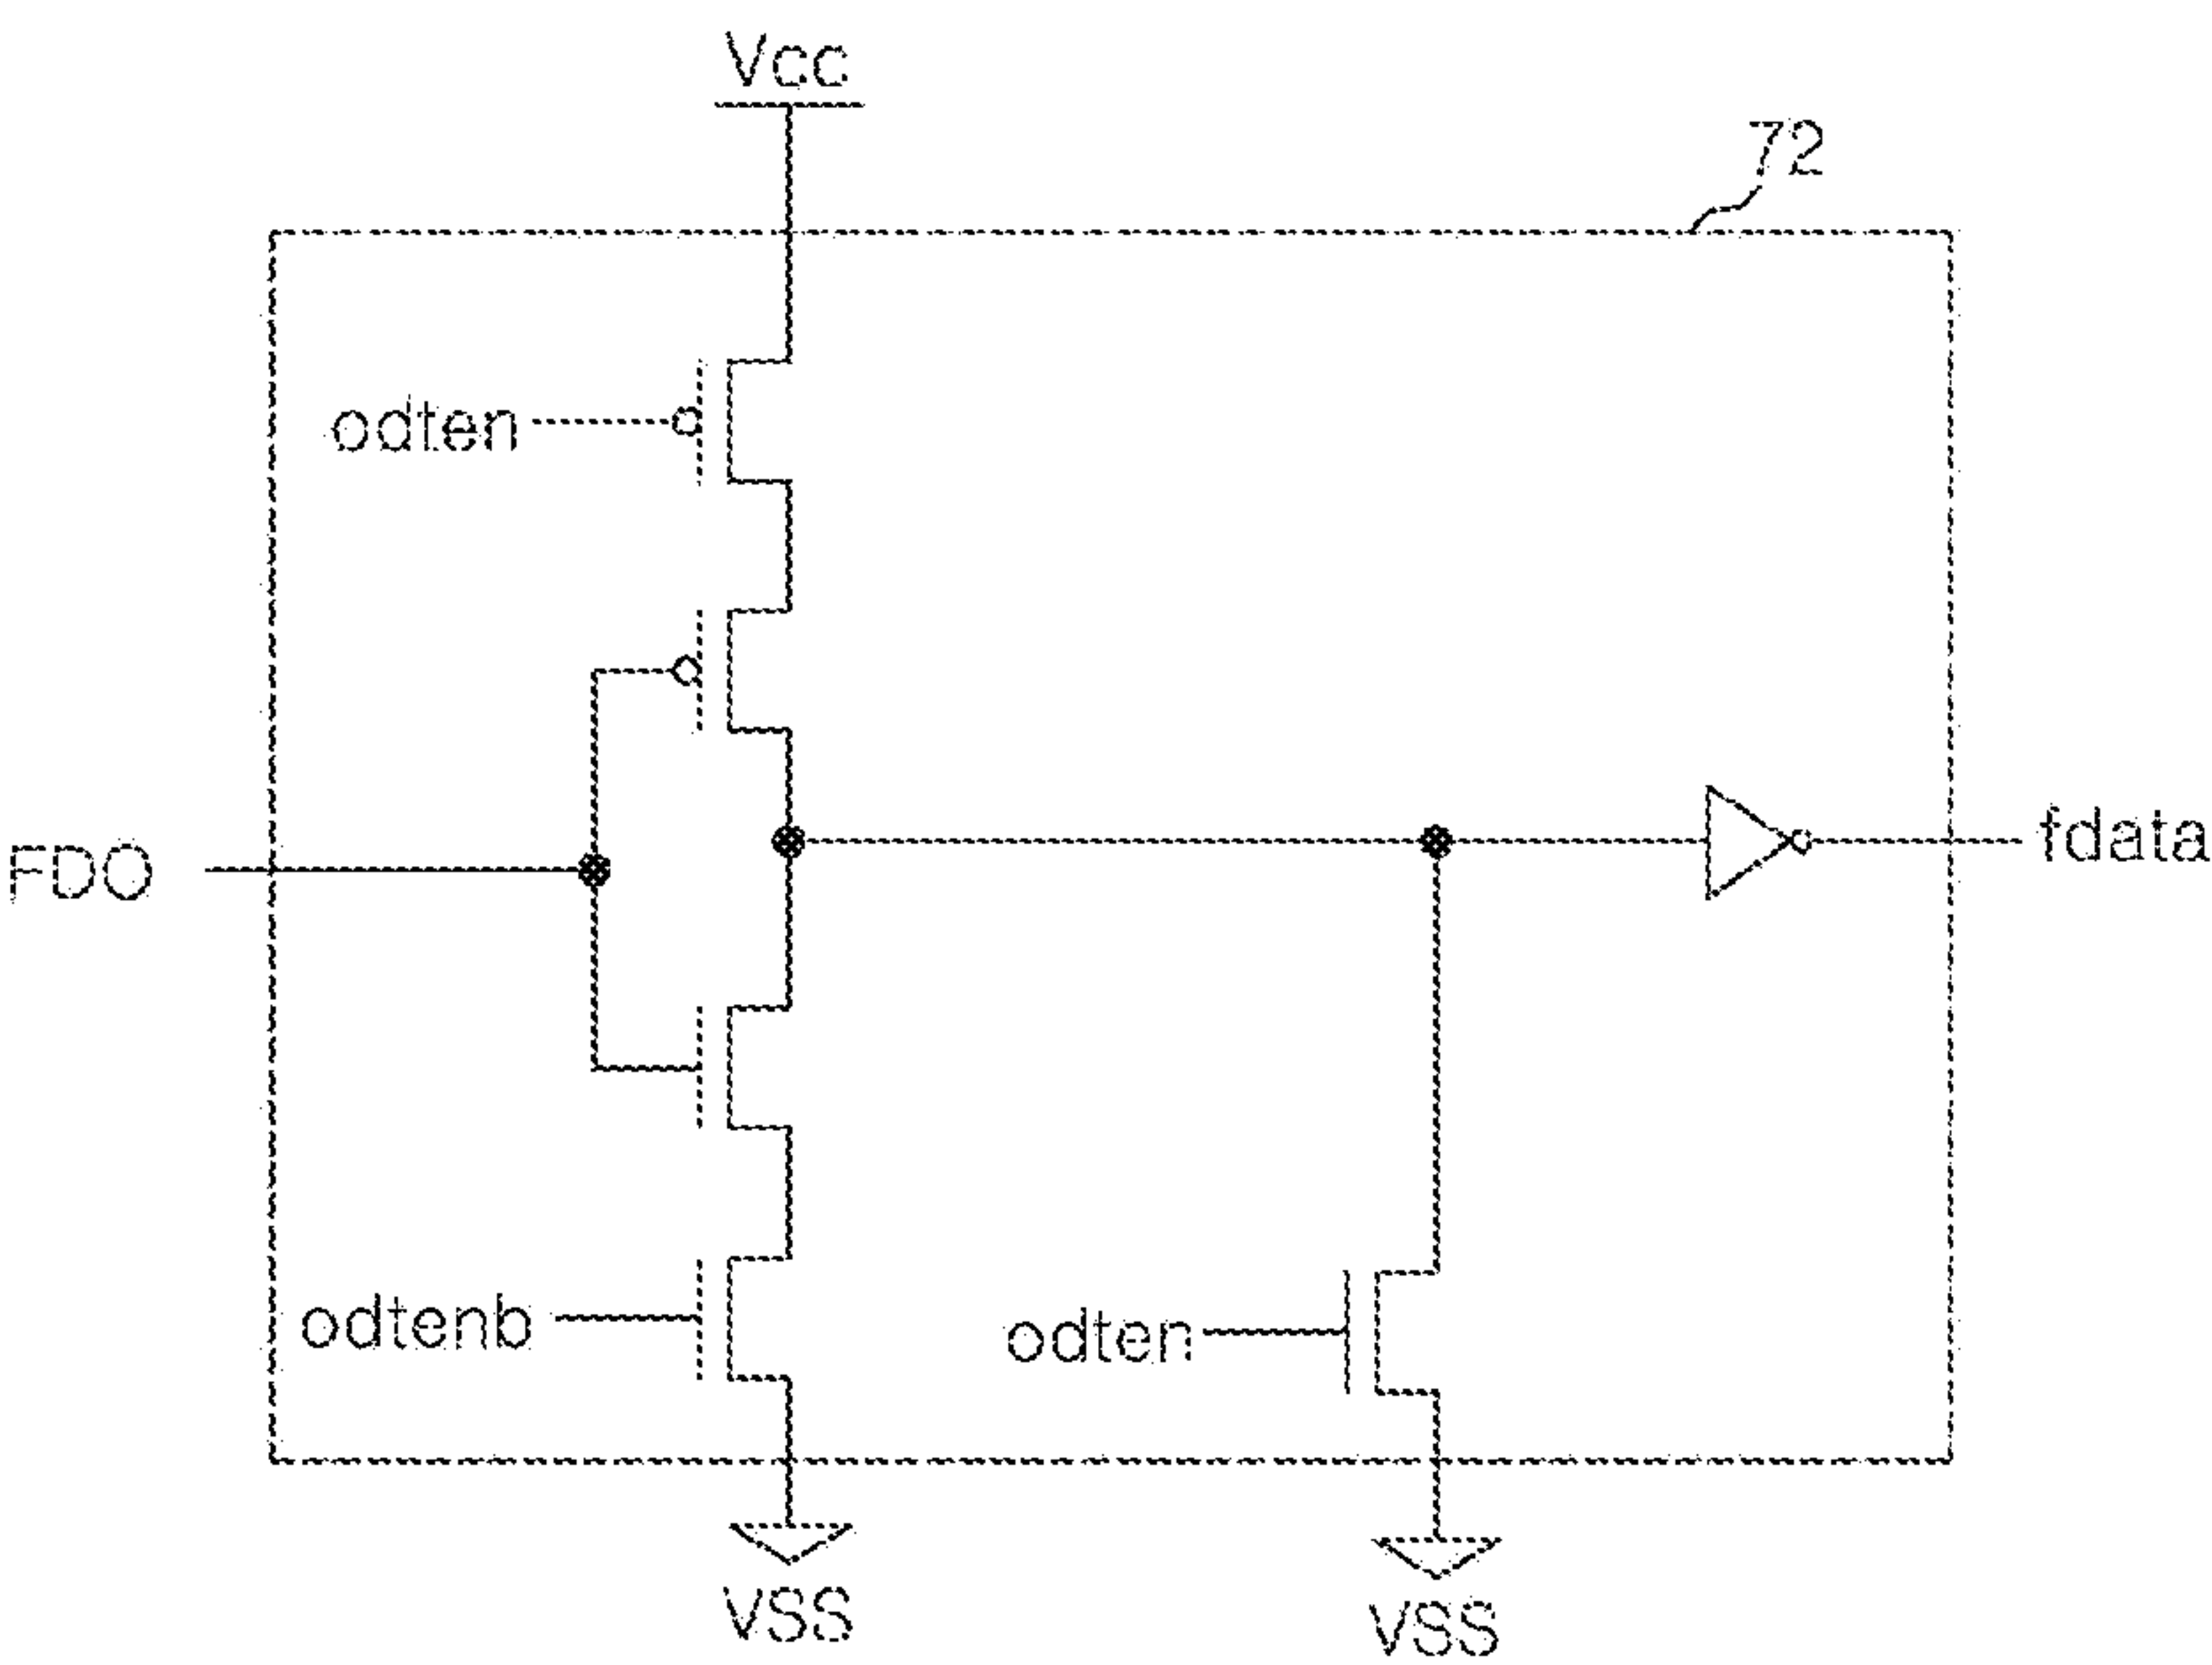 Vcc
72
odten
FDO
fdata
odtenb
odten
VSS
VSS